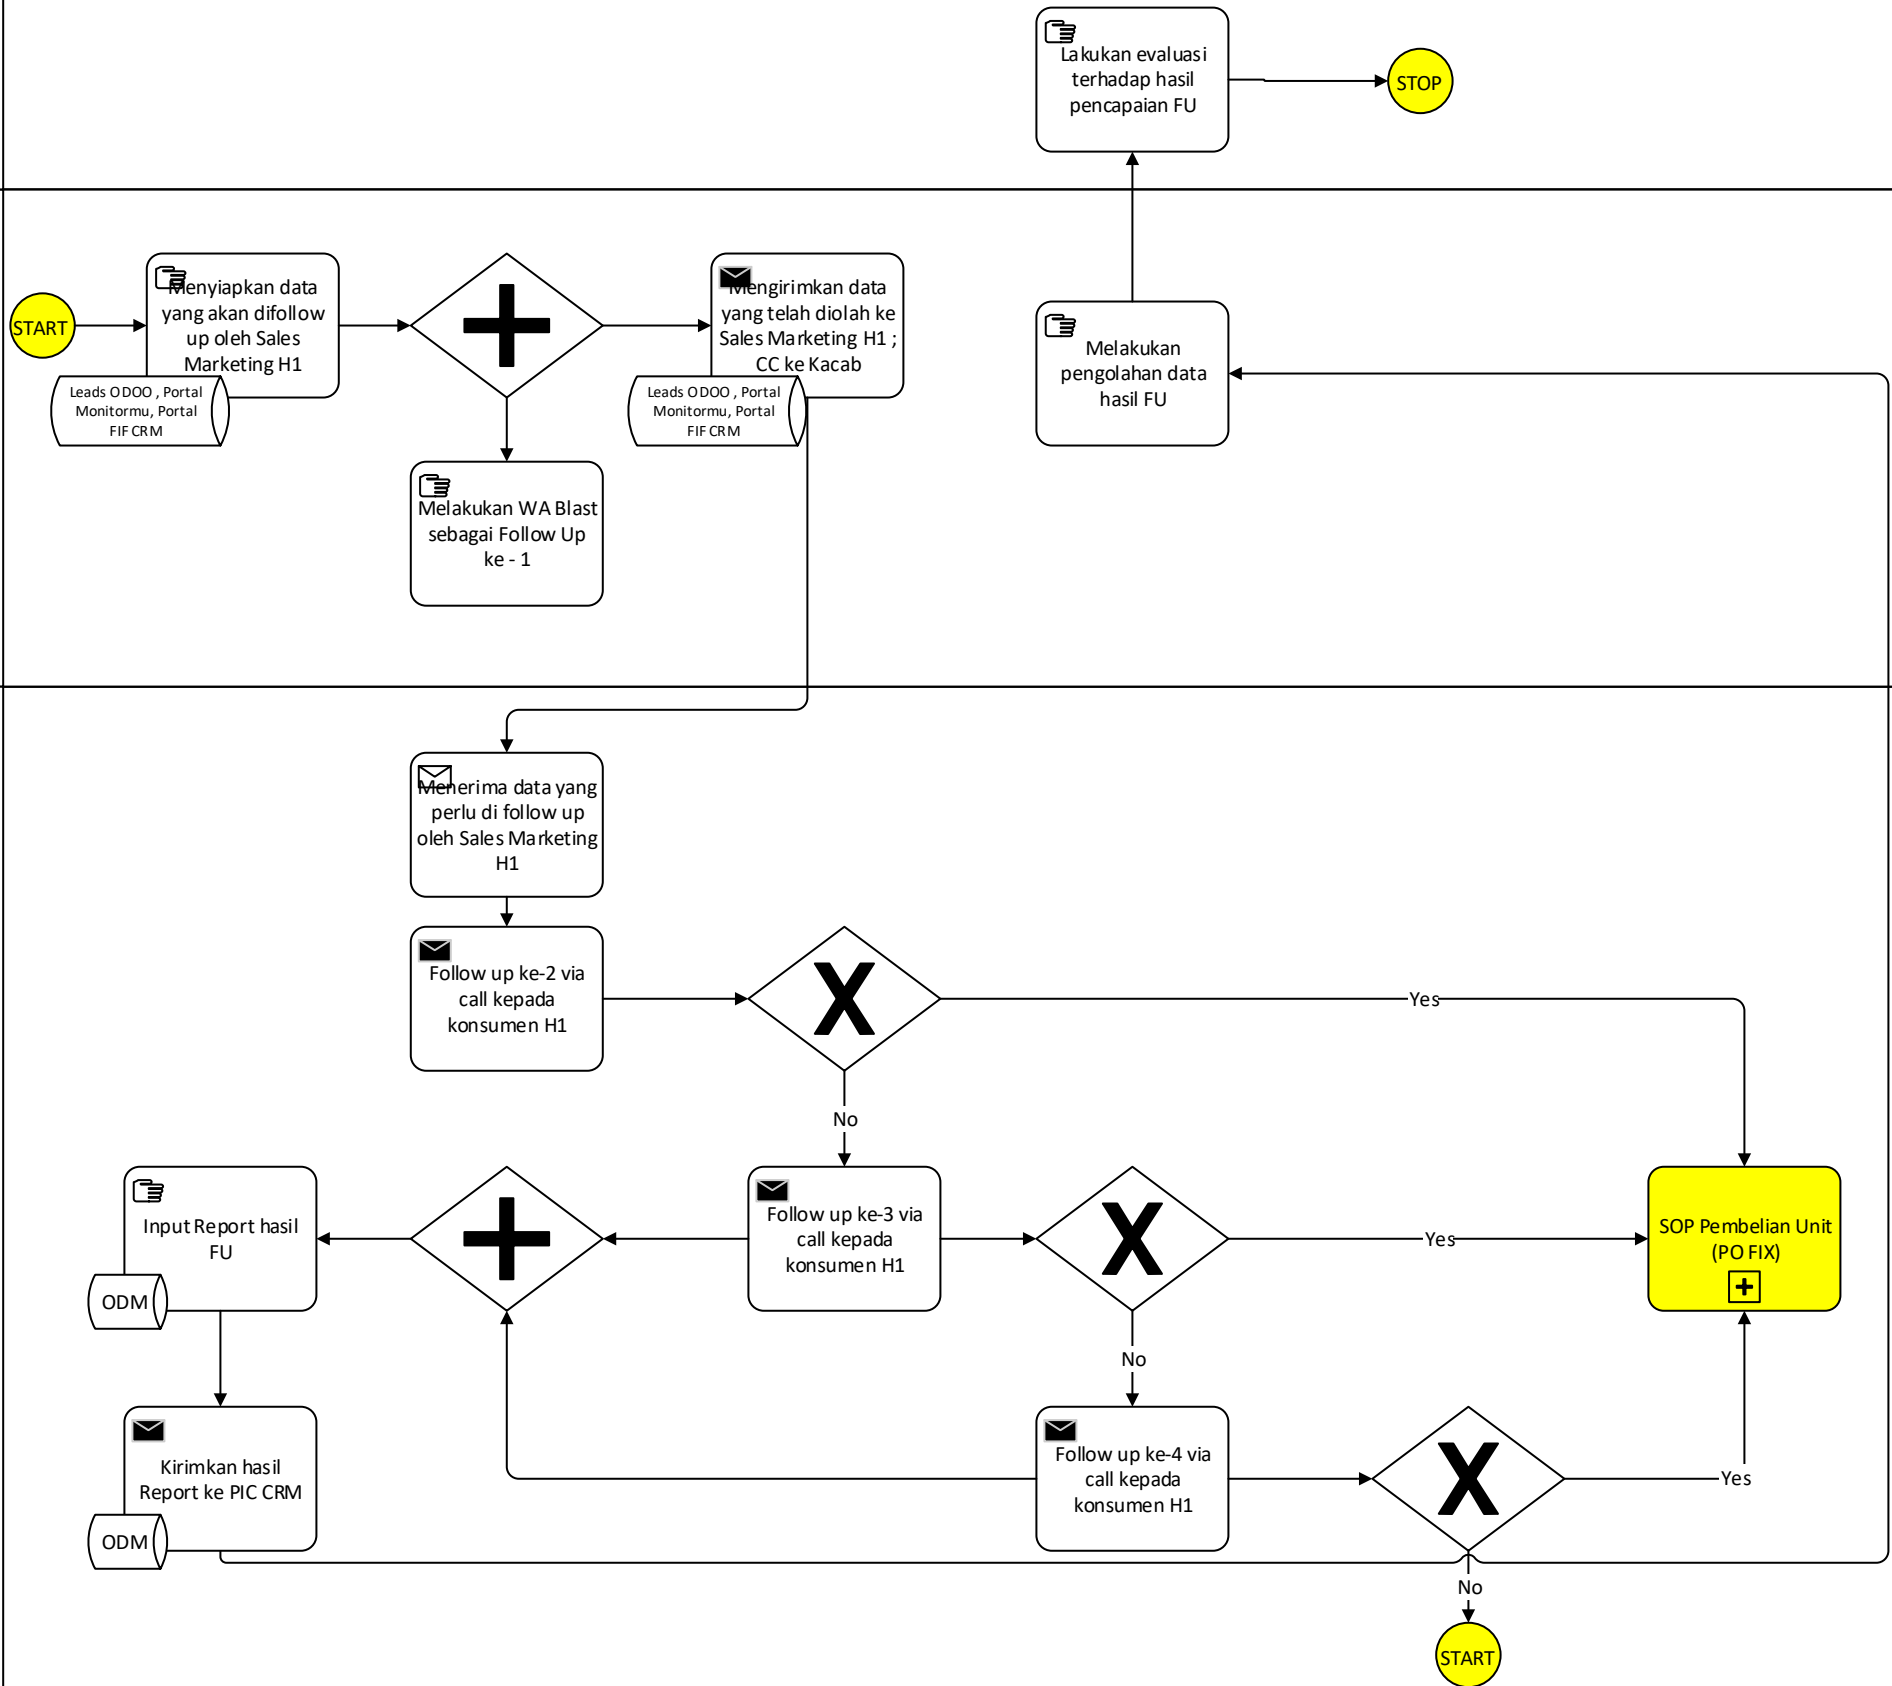 Lakukan evaluasi
terhadap hasil
pencapaian FU
STOP
START
Menyiapkan data
yang akan difollow
up oleh Sales
Marketing H1
Leads ODOO , Portal
Monitormu, Portal
FIF CRM
Mengirimkan data
yang telah diolah ke
Sales Marketing H1 ;
CC ke Kacab
Leads ODOO , Portal
Monitormu, Portal
FIF CRM
Melakukan
pengolahan data
hasil FU
Melakukan WA Blast
sebagai Follow Up
ke - 1
Menerima data yang
perlu di follow up
oleh Sales Marketing
H1
Follow up ke-2 via
call kepada
konsumen H1
X
Yes
No
Input Report hasil
FU
ODM
Follow up ke-3 via
call kepada
konsumen H1
X
Yes
SOP Pembelian Unit
(PO FIX)
No
Kirimkan hasil
Report ke PIC CRM
ODM
Follow up ke-4 via
call kepada
konsumen H1
X
Yes
No
START